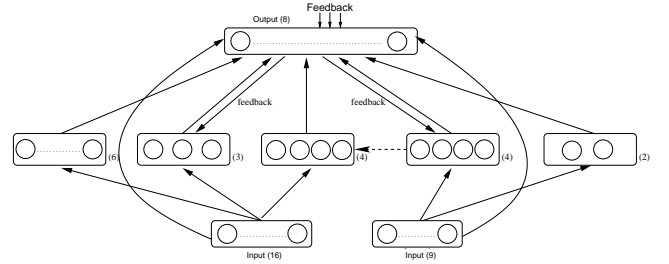 Feedback
Output (8)
feedback
feedback
(6)
(3)
(4)
(4)
(2)
Input (16)
Input (9)